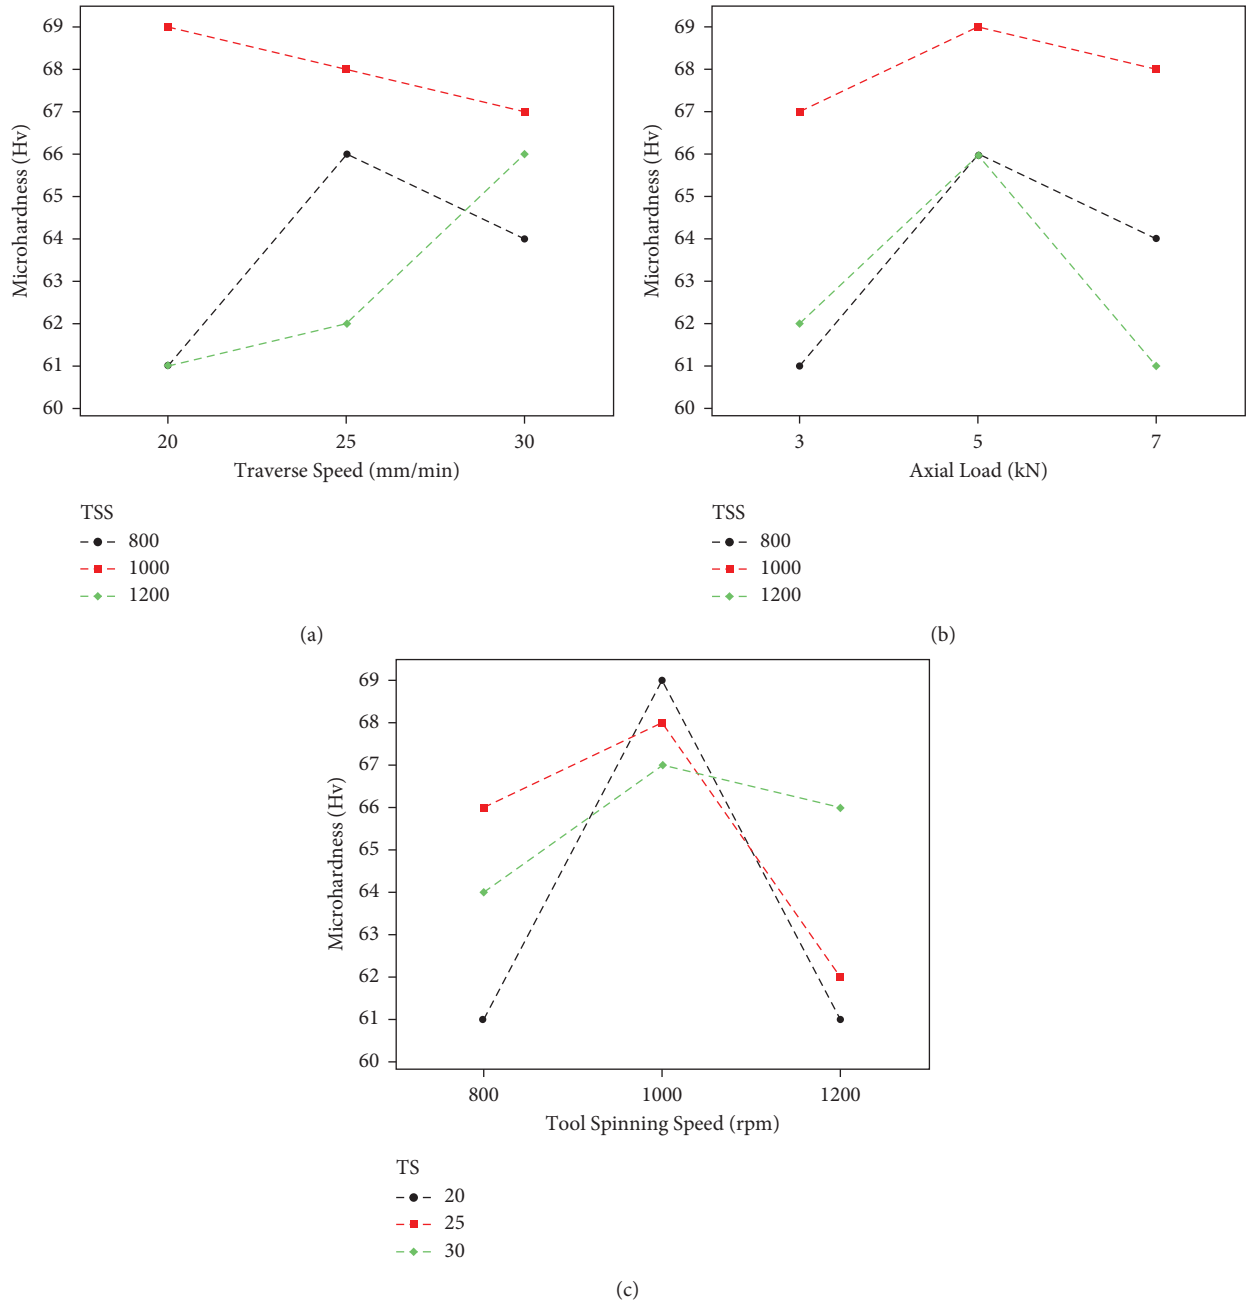 69
68
67
66
65
64
63
62
61
60
Microhardness (Hv)
20 25 30
Traverse Speed (mm/min)
TSS
800
1000
1200
(a)
69
68
67
66
65
64
63
62
61
60
Microhardness (Hv)
3 5 7
Axial Load (kN)
TSS
800
1000
1200
(b)
69
68
67
66
65
64
63
62
61
60
Microhardness (Hv)
800 1000 1200
Tool Spinning Speed (rpm)
TS
20
25
30
(c)